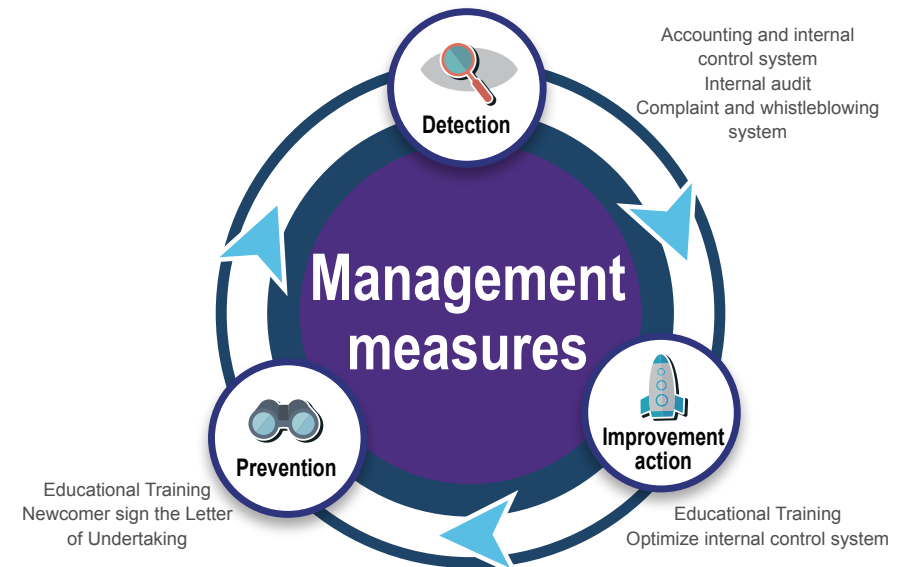 Accounting and internal
control system
Internal audit
Complaint and whistleblowing
system
Detection
Management
measures
Improvement
action
Prevention
Educational Training
Newcomer sign the Letter
of Undertaking
Educational Training
Optimize internal control system